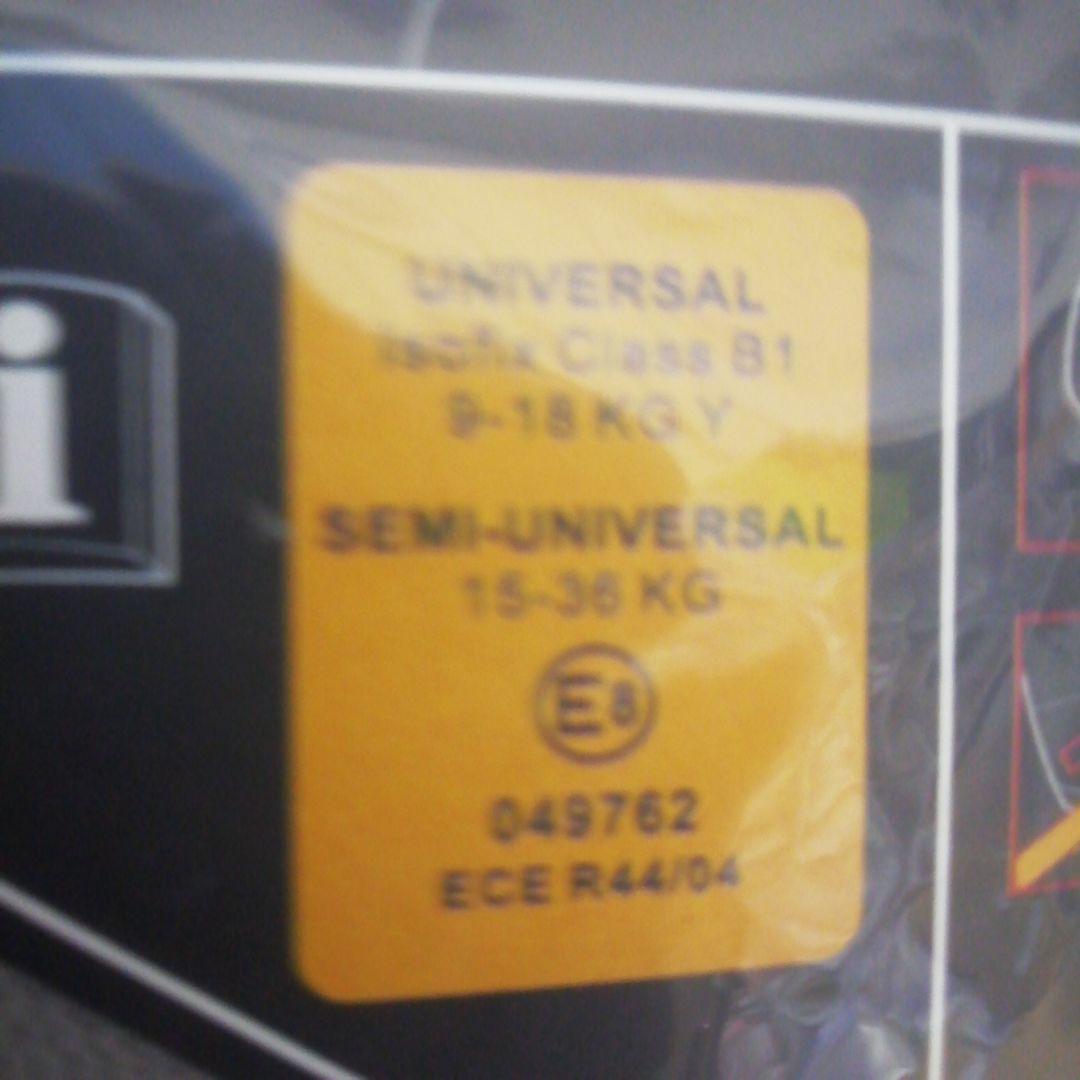 UNIVERSAL
Isofix Class B1
9-18 KG Y
SEMI-UNIVERSAL
15-36 KG
E8
049762
ECE R44/04
i